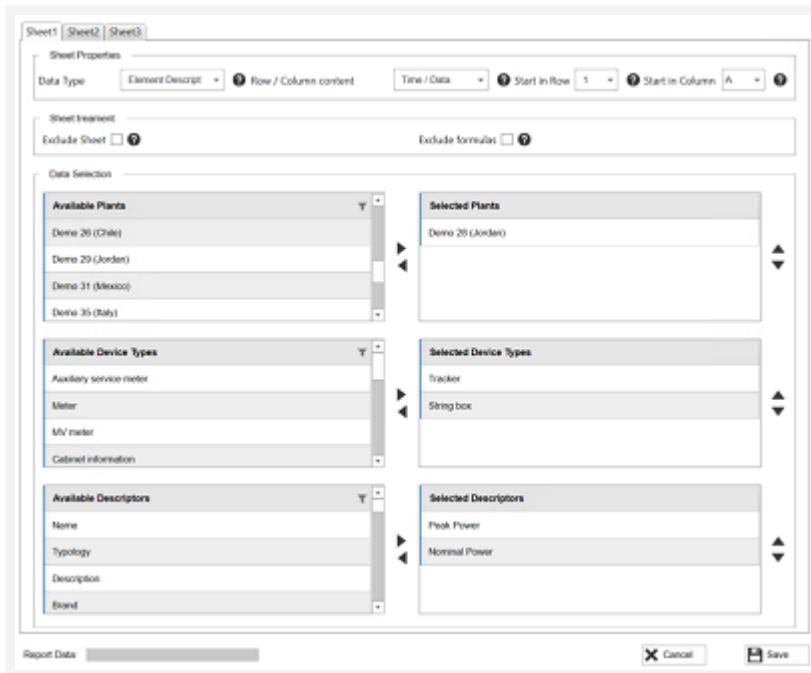 Sheet1 Sheet2 Sheet3
Sheet Properties
Data Type Element Descript ? Row / Column content Time / Data ? Start in Row 1 ? Start in Column A ?
Sheet treament
Exclude Sheet ? Exclude formulas ?
Data Selection
Available Plants Selected Plants
Demo 26 (Chile) Demo 28 (Jordan)
Demo 29 (Jordan)
Demo 31 (Mexico)
Demo 35 (Italy)
Available Device Types Selected Device Types
Auxiliary service meter Tracker
Meter String box
MV meter
Cabinet information
Available Descriptors Selected Descriptors
Name Peak Power
Typology Nominal Power
Description
Brand
Report Data: Cancel Save